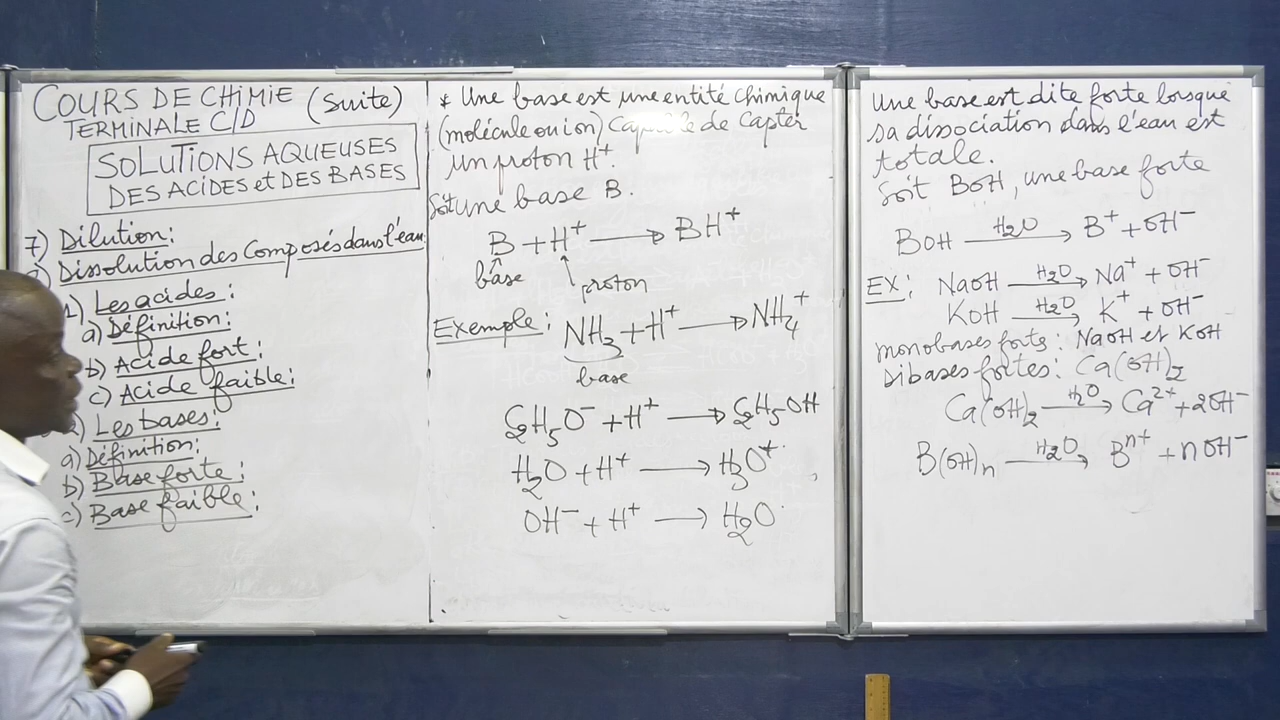 COURS DE CHIMIE (Suite)
TERMINALE C/D
SOLUTIONS AQUEUSES
DES ACIDES et DES BASES
7) Dilution:
Dissolution des Composés dans l'eau
1) Les acides:
a) Définition:
b) Acide fort:
c) Acide faible:
2) Les bases:
a) Définition:
b) Base forte:
c) Base faible:
* Une base est une entité chimique
(molécule ou ion) Capable de Capter
un proton H⁺.
Soit une base B.
B + H⁺ → BH⁺
base proton
Exemple: NH₃ + H⁺ → NH₄⁺
base
C₂H₅O⁻ + H⁺ → C₂H₅OH
H₂O + H⁺ → H₃O⁺
OH⁻ + H⁺ → H₂O
Une base est dite forte lorsque
sa dissociation dans l'eau est
totale.
Soit BOH, une base forte
BOH —H₂O→ B⁺ + OH⁻
EX: NaOH —H₂O→ Na⁺ + OH⁻
KOH —H₂O→ K⁺ + OH⁻
monobases forts: NaOH et KOH
Dibases fortes: Ca(OH)₂
Ca(OH)₂ —H₂O→ Ca²⁺ + 2OH⁻
B(OH)n —H₂O→ Bⁿ⁺ + nOH⁻